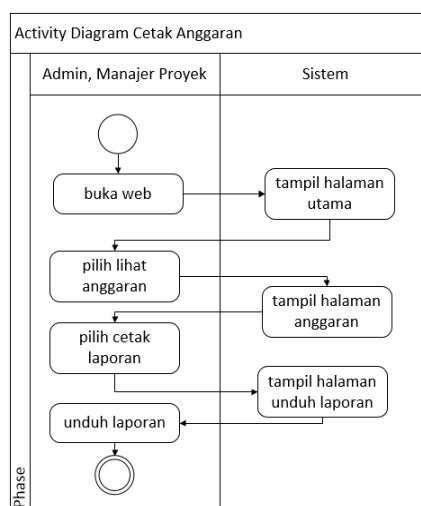 Activity Diagram Cetak Anggaran
Admin, Manajer Proyek
Sistem
buka web
tampil halaman
utama
pilih lihat
anggaran
tampil halaman
anggaran
pilih cetak
laporan
tampil halaman
unduh laporan
unduh laporan
Phase